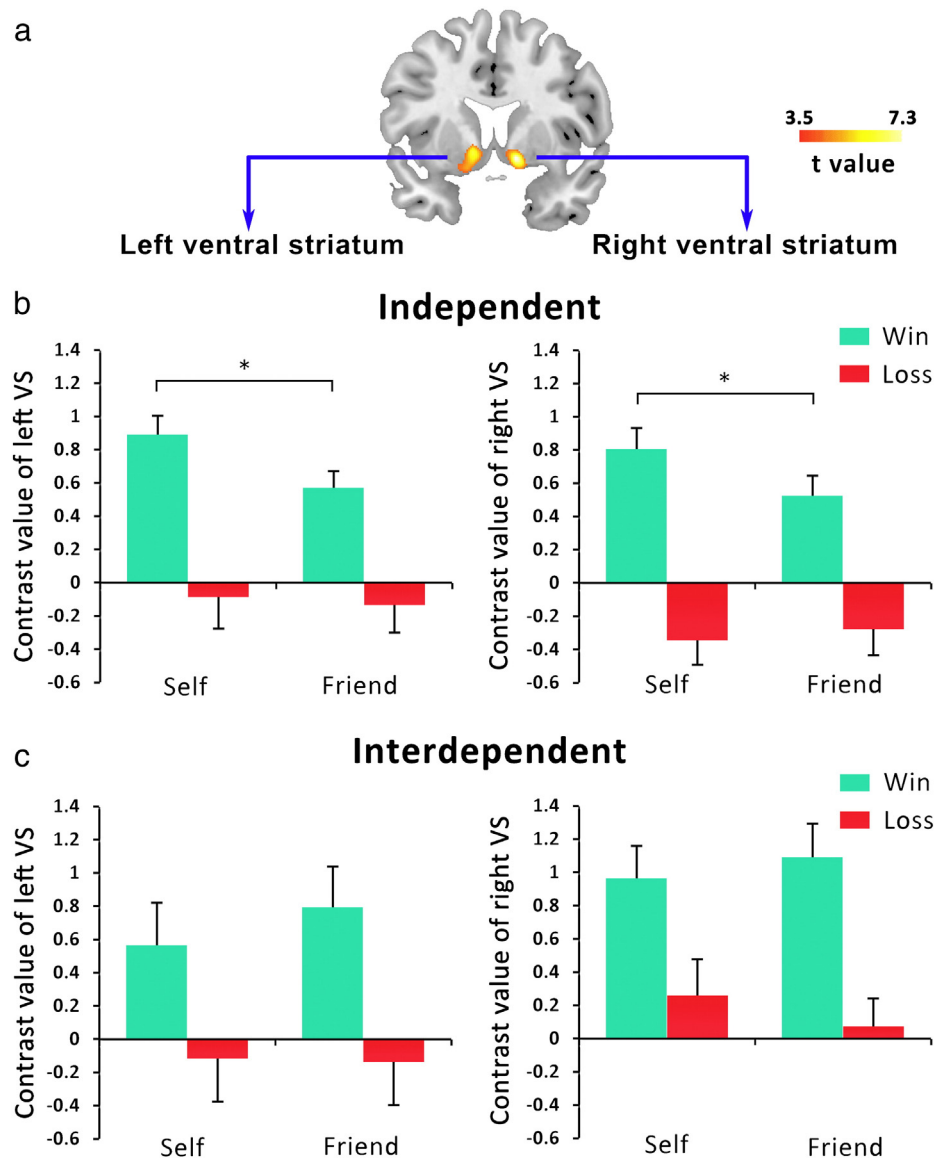 a
3.5 7.3
t value
Left ventral striatum
Right ventral striatum
b
Independent
Win
Loss
Contrast value of left VS
1.4
1.2
1
0.8
0.6
0.4
0.2
0
-0.2
-0.4
-0.6
*
Self Friend
Contrast value of right VS
1.4
1.2
1
0.8
0.6
0.4
0.2
0
-0.2
-0.4
-0.6
*
Self Friend
c
Interdependent
Win
Loss
Contrast value of left VS
1.4
1.2
1
0.8
0.6
0.4
0.2
0
-0.2
-0.4
-0.6
Self Friend
Contrast value of right VS
1.4
1.2
1
0.8
0.6
0.4
0.2
0
-0.2
-0.4
-0.6
Self Friend